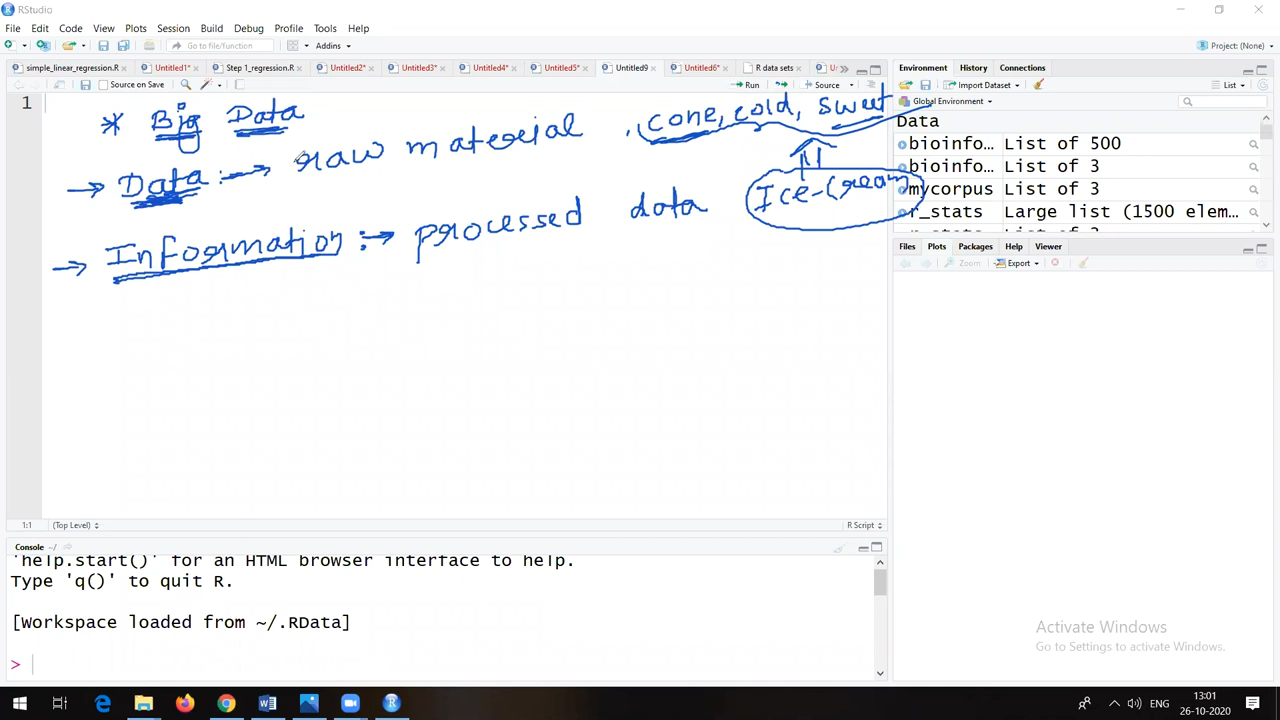 RStudio
File Edit Code View Plots Session Build Debug Profile Tools Help
Go to file/function Addins Project: (None)
simple_linear_regression.R Untitled1* Step 1_regression.R Untitled2* Untitled3* Untitled4* Untitled5* Untitled9 Untitled6* R data sets
Source on Save Run Source
1
* Big Data
→ Data :→ raw material , cone, cold, sweet
Ice-Cream
→ Information :→ processed data
1:1 (Top Level) R Script
Console ~/
'help.start()' for an HTML browser interface to help.
Type 'q()' to quit R.
[Workspace loaded from ~/.RData]
>
Environment History Connections
Import Dataset List
Global Environment
Data
bioinfo… List of 500
bioinfo… List of 3
mycorpus List of 3
r_stats Large list (1500 elem…
Files Plots Packages Help Viewer
Zoom Export
Activate Windows
Go to Settings to activate Windows.
ENG
13:01
26-10-2020